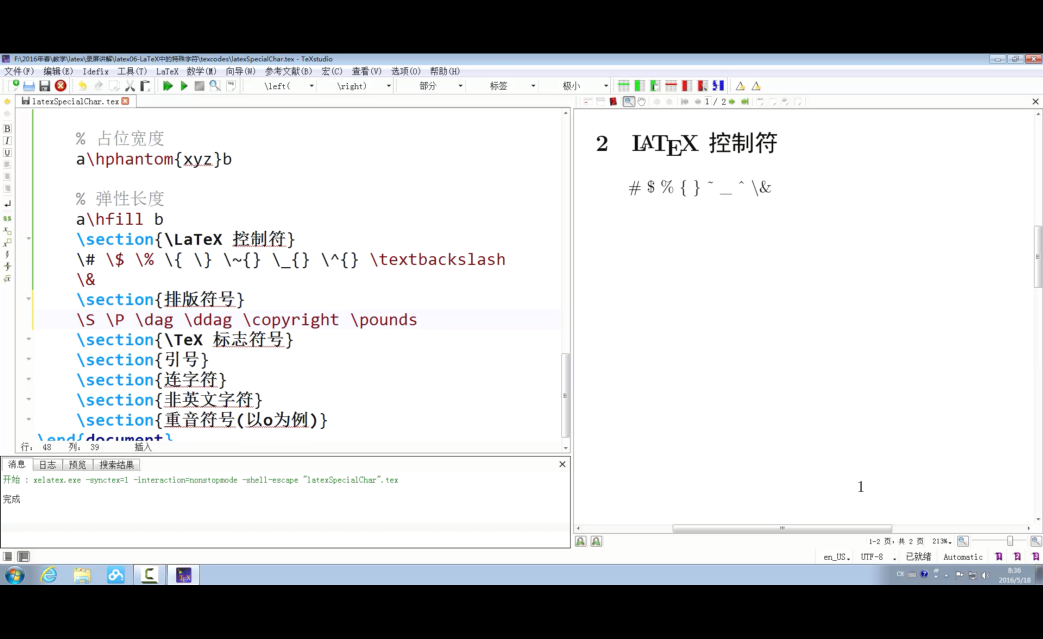 F:\2016年春\教学\latex\录屏讲解\latex06-LaTeX中的特殊字符\texcodes\latexSpecialChar.tex - TeXstudio
文件(F) 编辑(E) Idefix 工具(T) LaTeX 数学(M) 向导(W) 参考文献(B) 宏(C) 查看(V) 选项(O) 帮助(H)
\left( \right) 部分 标签 极小
latexSpecialChar.tex
1 / 2
% 占位宽度
a\hphantom{xyz}b
% 弹性长度
a\hfill b
\section{\LaTeX 控制符}
\# \$ \% \{ \} \~{} \_{} \^{} \textbackslash
\&
\section{排版符号}
\S \P \dag \ddag \copyright \pounds
\section{\TeX 标志符号}
\section{引号}
\section{连字符}
\section{非英文字符}
\section{重音符号(以o为例)}
\end{document}
行: 48 列: 39 插入
2 LATEX 控制符
# $ % { } ~ _ ^ \&
1
消息 日志 预览 搜索结果
开始 : xelatex.exe -synctex=1 -interaction=nonstopmode -shell-escape "latexSpecialChar".tex
完成
1-2 页,共 2 页 213%
en_US UTF-8 已就绪 Automatic
CH
8:36
2016/5/18